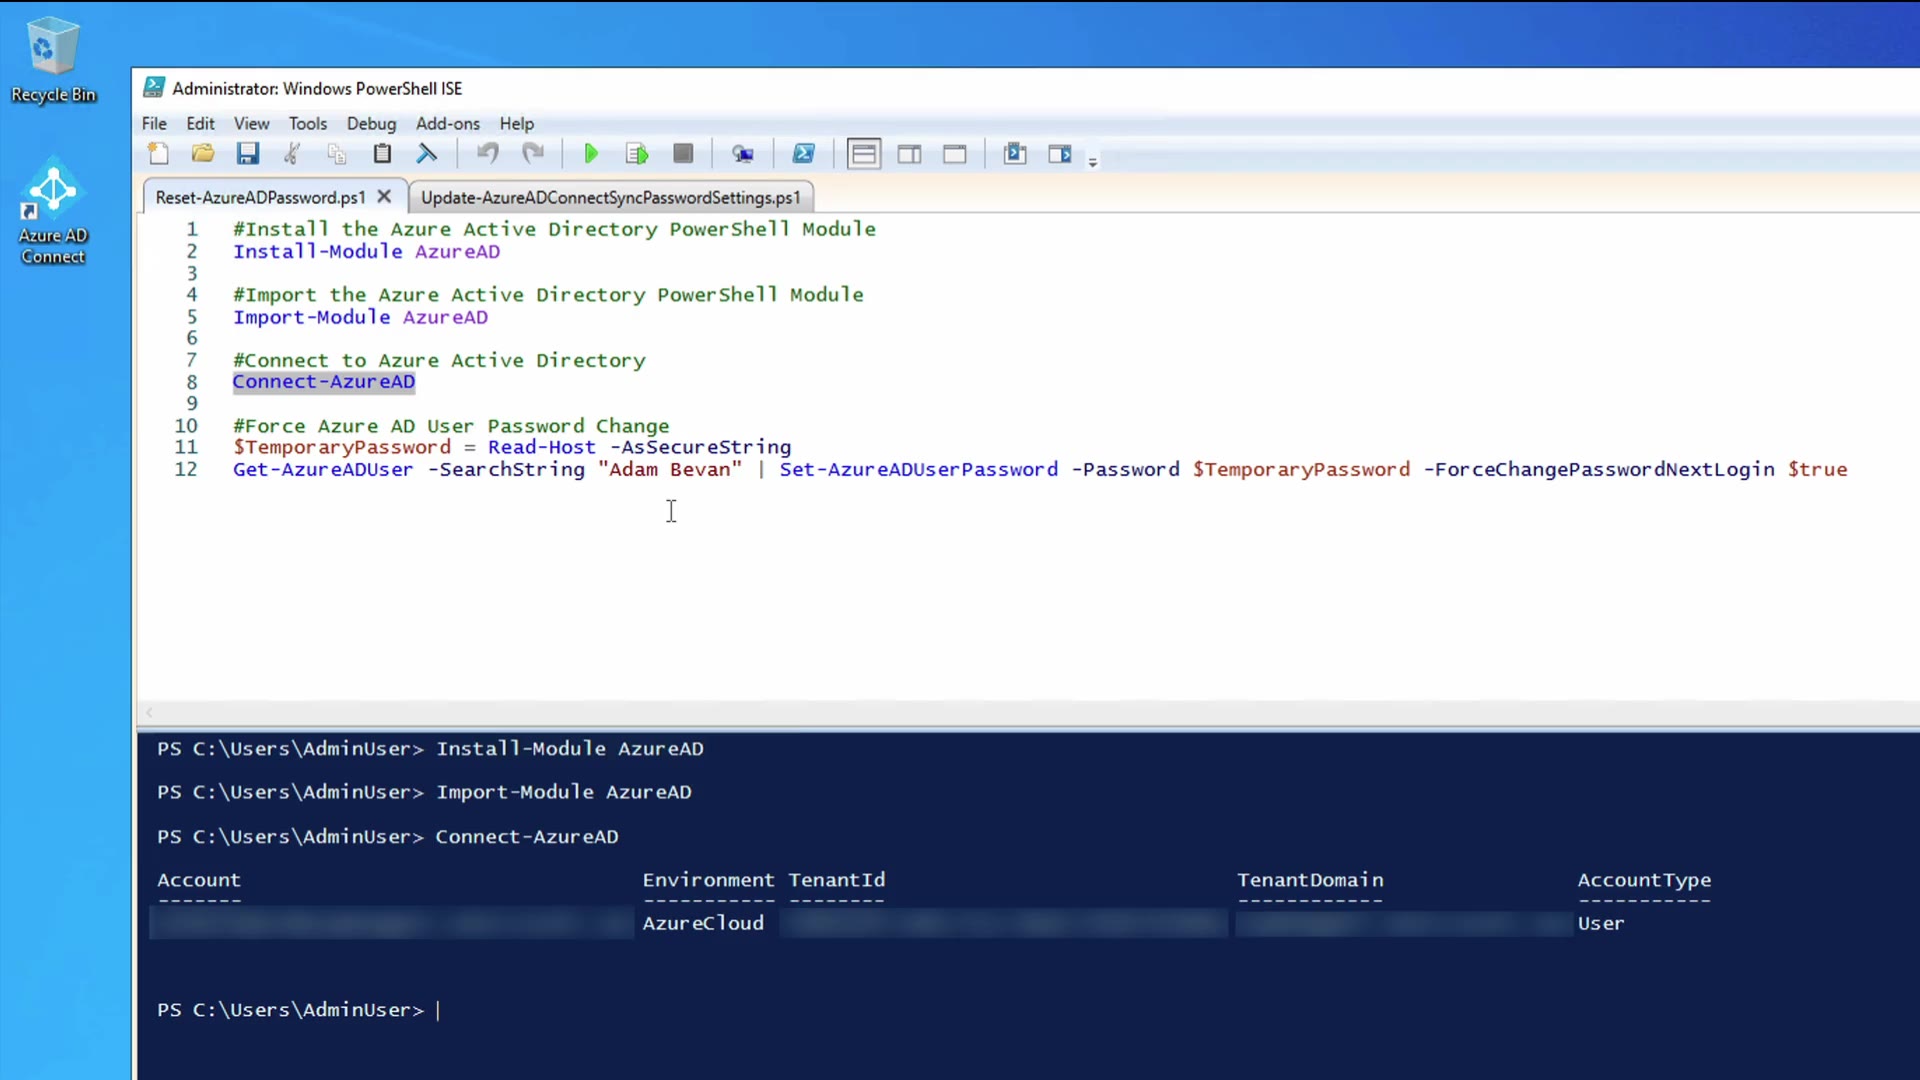 Recycle Bin
Azure AD
Connect
Administrator: Windows PowerShell ISE
File Edit View Tools Debug Add-ons Help
Reset-AzureADPassword.ps1 Update-AzureADConnectSyncPasswordSettings.ps1
1 #Install the Azure Active Directory PowerShell Module
2 Install-Module AzureAD
3
4 #Import the Azure Active Directory PowerShell Module
5 Import-Module AzureAD
6
7 #Connect to Azure Active Directory
8 Connect-AzureAD
9
10 #Force Azure AD User Password Change
11 $TemporaryPassword = Read-Host -AsSecureString
12 Get-AzureADUser -SearchString "Adam Bevan" | Set-AzureADUserPassword -Password $TemporaryPassword -ForceChangePasswordNextLogin $true
PS C:\Users\AdminUser> Install-Module AzureAD
PS C:\Users\AdminUser> Import-Module AzureAD
PS C:\Users\AdminUser> Connect-AzureAD
Account Environment TenantId TenantDomain AccountType
------- ----------- -------- ------------ -----------
AzureCloud User
PS C:\Users\AdminUser>